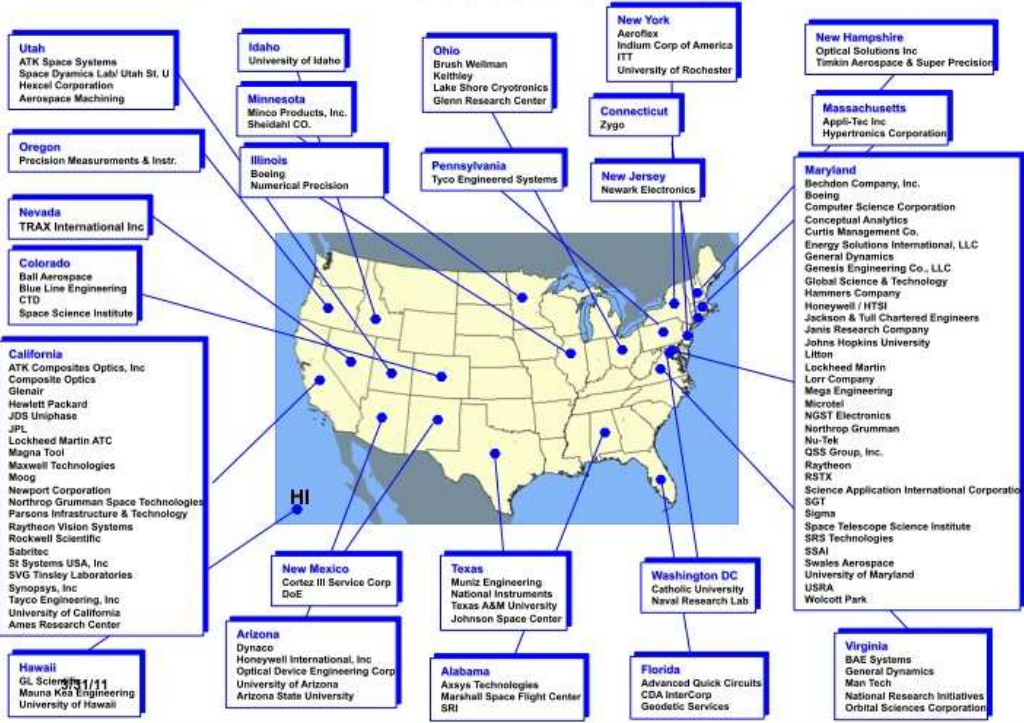 Utah
ATK Space Systems
Space Dyamics Lab/ Utah St. U
Hexcel Corporation
Aerospace Machining
Oregon
Precision Measurements & Instr.
Nevada
TRAX International Inc
Colorado
Ball Aerospace
Blue Line Engineering
CTD
Space Science Institute
California
ATK Composites Optics, Inc
Composite Optics
Glenair
Hewlett Packard
JDS Uniphase
JPL
Lockheed Martin ATC
Magna Tool
Maxwell Technologies
Moog
Newport Corporation
Northrop Grumman Space Technologies
Parsons Infrastructure & Technology
Raytheon Vision Systems
Rockwell Scientific
Sabritec
St Systems USA, Inc
SVG Tinsley Laboratories
Synopsys, Inc
Tayco Engineering, Inc
University of California
Ames Research Center
Hawaii
GL Scientific
3/31/11
Mauna Kea Engineering
University of Hawaii
Idaho
University of Idaho
Minnesota
Minco Products, Inc.
Sheidahl CO.
Illinois
Boeing
Numerical Precision
Ohio
Brush Wellman
Keithley
Lake Shore Cryotronics
Glenn Research Center
Pennsylvania
Tyco Engineered Systems
New York
Aeroflex
Indium Corp of America
ITT
University of Rochester
Connecticut
Zygo
New Jersey
Newark Electronics
New Hampshire
Optical Solutions Inc
Timkin Aerospace & Super Precision
Massachusetts
Appli-Tec Inc
Hypertronics Corporation
Maryland
Bechdon Company, Inc.
Boeing
Computer Science Corporation
Conceptual Analytics
Curtis Management Co.
Energy Solutions International, LLC
General Dynamics
Genesis Engineering Co., LLC
Global Science & Technology
Hammers Company
Honeywell / HTSI
Jackson & Tull Chartered Engineers
Janis Research Company
Johns Hopkins University
Litton
Lockheed Martin
Lorr Company
Mega Engineering
Microtel
NGST Electronics
Northrop Grumman
Nu-Tek
QSS Group, Inc.
Raytheon
RSTX
Science Application International Corporatio
SGT
Sigma
Space Telescope Science Institute
SRS Technologies
SSAI
Swales Aerospace
University of Maryland
USRA
Wolcott Park
HI
New Mexico
Cortez III Service Corp
DoE
Arizona
Dynaco
Honeywell International, Inc
Optical Device Engineering Corp
University of Arizona
Arizona State University
Texas
Muniz Engineering
National Instruments
Texas A&M University
Johnson Space Center
Alabama
Axsys Technologies
Marshall Space Flight Center
SRI
Washington DC
Catholic University
Naval Research Lab
Florida
Advanced Quick Circuits
CDA InterCorp
Geodetic Services
Virginia
BAE Systems
General Dynamics
Man Tech
National Research Initiatives
Orbital Sciences Corporation